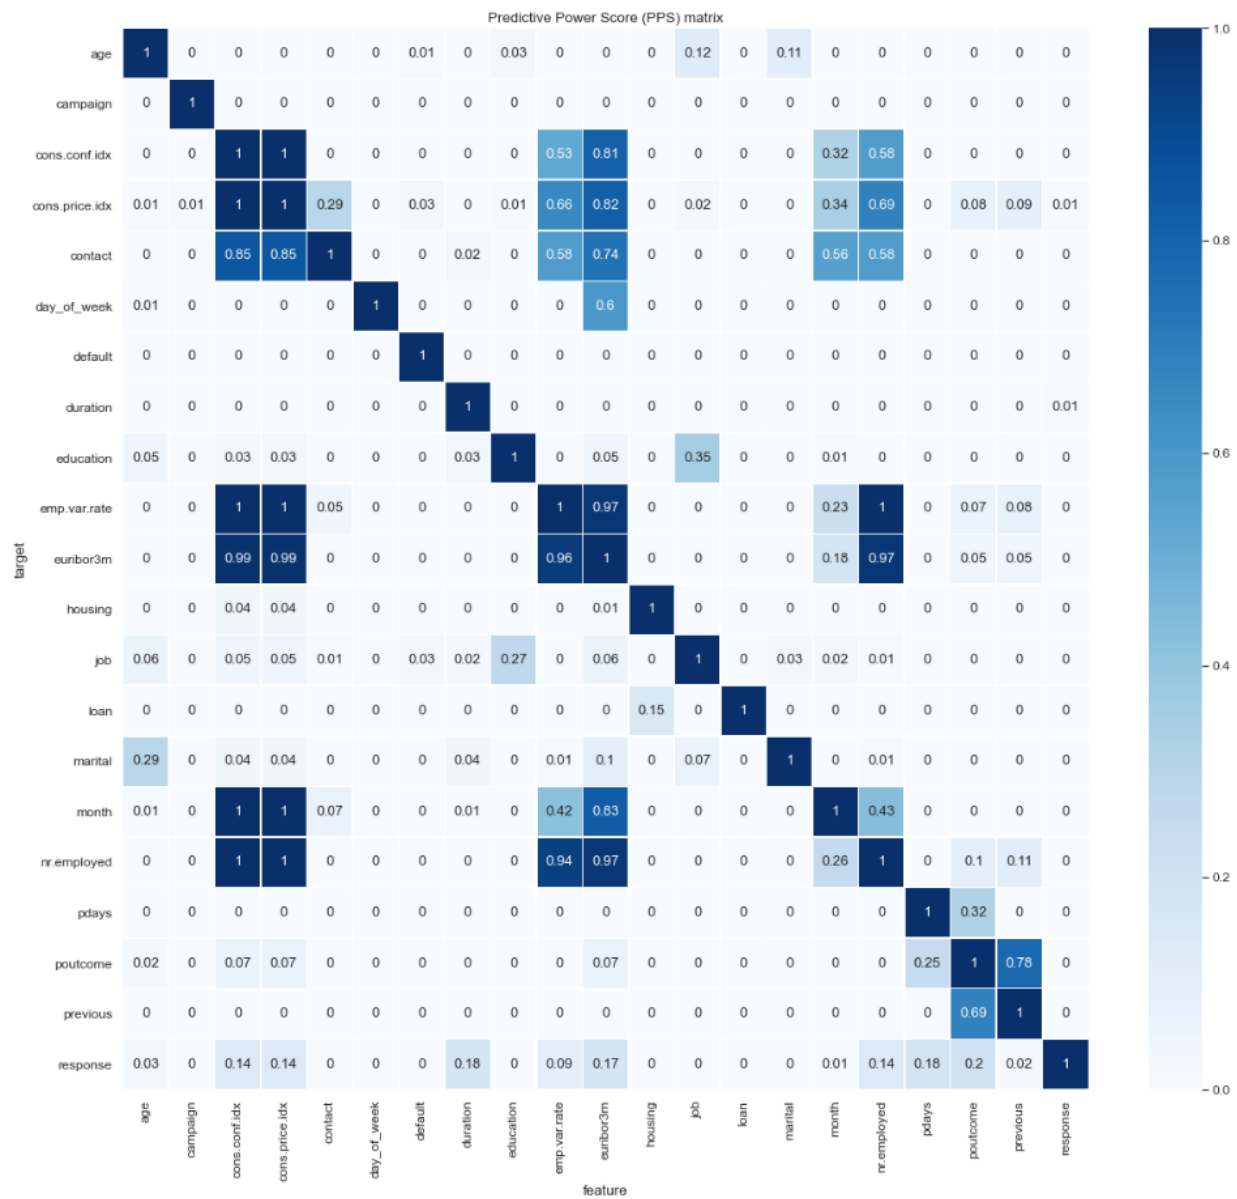 Predictive Power Score (PPS) matrix
age 1 0 0 0 0 0 0.01 0 0.03 0 0 0 0.12 0 0.11 0 0 0 0 0 0
campaign 0 1 0 0 0 0 0 0 0 0 0 0 0 0 0 0 0 0 0 0 0
cons.conf.idx 0 0 1 1 0 0 0 0 0 0.53 0.81 0 0 0 0 0.32 0.58 0 0 0 0
cons.price.idx 0.01 0.01 1 1 0.29 0 0.03 0 0.01 0.66 0.82 0 0.02 0 0 0.34 0.69 0 0.08 0.09 0.01
contact 0 0 0.85 0.85 1 0 0 0.02 0 0.58 0.74 0 0 0 0 0.56 0.58 0 0 0 0
day_of_week 0.01 0 0 0 0 1 0 0 0 0 0.6 0 0 0 0 0 0 0 0 0 0
default 0 0 0 0 0 0 1 0 0 0 0 0 0 0 0 0 0 0 0 0 0
duration 0 0 0 0 0 0 0 1 0 0 0 0 0 0 0 0 0 0 0 0 0.01
education 0.05 0 0.03 0.03 0 0 0 0.03 1 0 0.05 0 0.35 0 0 0.01 0 0 0 0 0
emp.var.rate 0 0 1 1 0.05 0 0 0 0 1 0.97 0 0 0 0 0.23 1 0 0.07 0.08 0
euribor3m 0 0 0.99 0.99 0 0 0 0 0 0.96 1 0 0 0 0 0.18 0.97 0 0.05 0.05 0
housing 0 0 0.04 0.04 0 0 0 0 0 0 0.01 1 0 0 0 0 0 0 0 0 0
job 0.06 0 0.05 0.05 0.01 0 0.03 0.02 0.27 0 0.06 0 1 0 0.03 0.02 0.01 0 0 0 0
loan 0 0 0 0 0 0 0 0 0 0 0 0.15 0 1 0 0 0 0 0 0 0
marital 0.29 0 0.04 0.04 0 0 0 0.04 0 0.01 0.1 0 0.07 0 1 0 0.01 0 0 0 0
month 0.01 0 1 1 0.07 0 0 0.01 0 0.42 0.83 0 0 0 0 1 0.43 0 0 0 0
nr.employed 0 0 1 1 0 0 0 0 0 0.94 0.97 0 0 0 0 0.26 1 0 0.1 0.11 0
pdays 0 0 0 0 0 0 0 0 0 0 0 0 0 0 0 0 0 1 0.32 0 0
poutcome 0.02 0 0.07 0.07 0 0 0 0 0 0 0.07 0 0 0 0 0 0 0.25 1 0.78 0
previous 0 0 0 0 0 0 0 0 0 0 0 0 0 0 0 0 0 0 0.69 1 0
response 0.03 0 0.14 0.14 0 0 0 0.18 0 0.09 0.17 0 0 0 0 0.01 0.14 0.18 0.2 0.02 1
target
age campaign cons.conf.idx cons.price.idx contact day_of_week default duration education emp.var.rate euribor3m housing job loan marital month nr.employed pdays poutcome previous response
feature
1.0
0.8
0.6
0.4
0.2
0.0